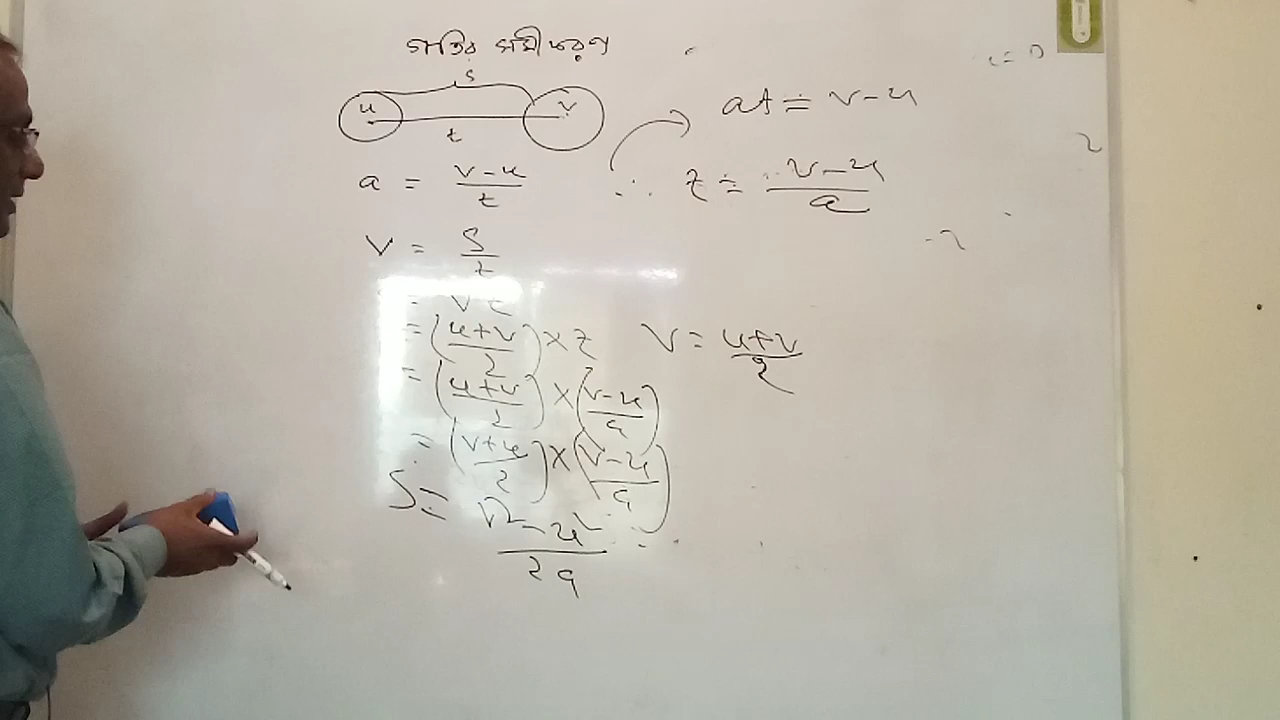 গতির সমীকরণ
s
u v
t
at = v-u
a = (v-u)/t
∴ t = (v-u)/a
V = S/t
= Vt
= ((u+v)/2) × t
V = (u+v)/2
= ((u+v)/2) × ((v-u)/a)
= ((v+u)/2) × ((v-u)/a)
S = (v²-u²)/2a